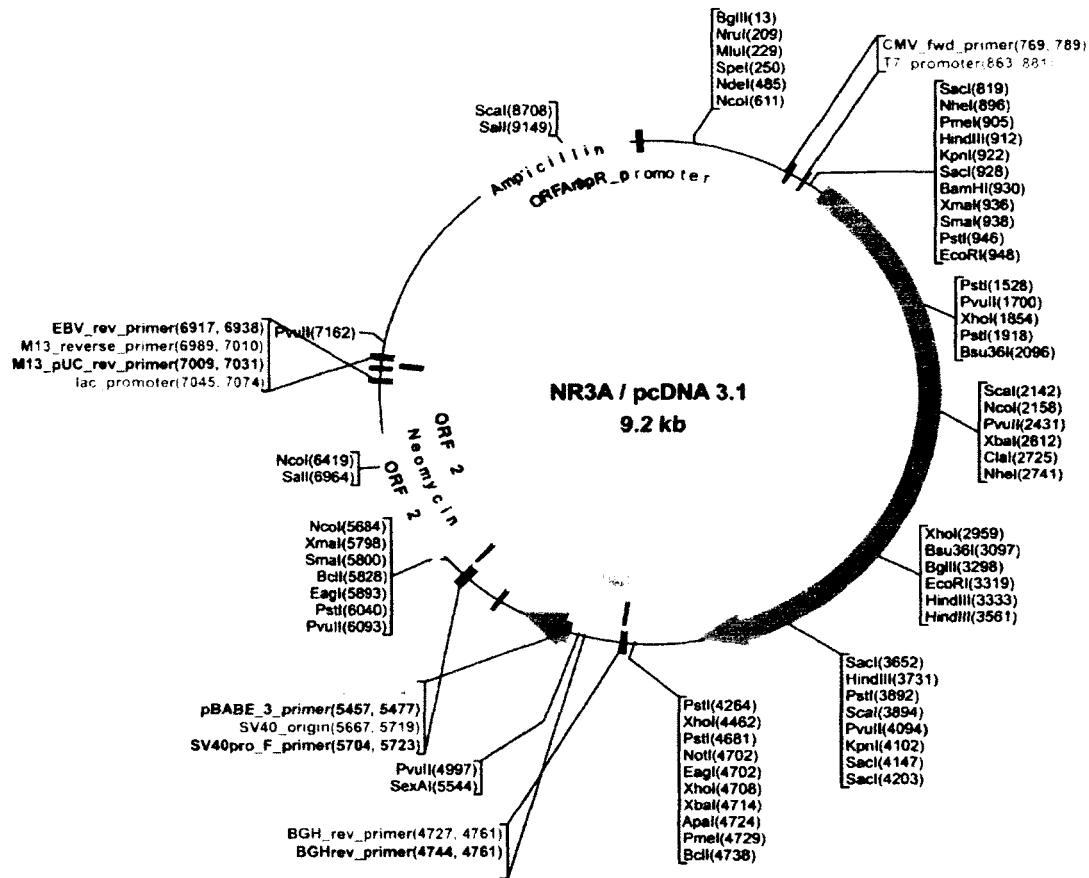 BglII(13)
NruI(209)
MluI(229)
SpeI(250)
NdeI(485)
NcoI(611)
CMV_fwd_primer(769, 789)
T7_promoter(863, 881)
ScaI(8708)
SalI(9149)
Ampicillin
ORF AmpR_promoter
SacI(819)
NheI(896)
PmeI(905)
HindIII(912)
KpnI(922)
SacI(928)
BamHI(930)
XmaI(936)
SmaI(938)
PstI(946)
EcoRI(948)
PstI(1528)
PvuII(1700)
XhoI(1854)
PstI(1918)
Bsu36I(2096)
EBV_rev_primer(6917, 6938)
M13_reverse_primer(6989, 7010)
M13_pUC_rev_primer(7009, 7031)
lac_promoter(7045, 7074)
PvuII(7162)
NR3A / pcDNA 3.1
9.2 kb
ScaI(2142)
NcoI(2158)
PvuII(2431)
XbaI(2612)
ClaI(2725)
NheI(2741)
ORF 2
Neomycin
ORF 2
NcoI(6419)
SalI(6964)
NcoI(5684)
XmaI(5798)
SmaI(5800)
BclI(5828)
EagI(5893)
PstI(6040)
PvuII(6093)
XhoI(2959)
Bsu36I(3097)
BglII(3298)
EcoRI(3319)
HindIII(3333)
HindIII(3561)
SacI(3652)
HindIII(3731)
PstI(3892)
ScaI(3894)
PvuII(4094)
KpnI(4102)
SacI(4147)
SacI(4203)
pBABE_3_primer(5457, 5477)
SV40_origin(5667, 5719)
SV40pro_F_primer(5704, 5723)
PvuII(4997)
SexAI(5544)
BGH_rev_primer(4727, 4761)
BGHrev_primer(4744, 4761)
PstI(4264)
XhoI(4462)
PstI(4681)
NotI(4702)
EagI(4702)
XhoI(4708)
XbaI(4714)
ApaI(4724)
PmeI(4729)
BclI(4738)